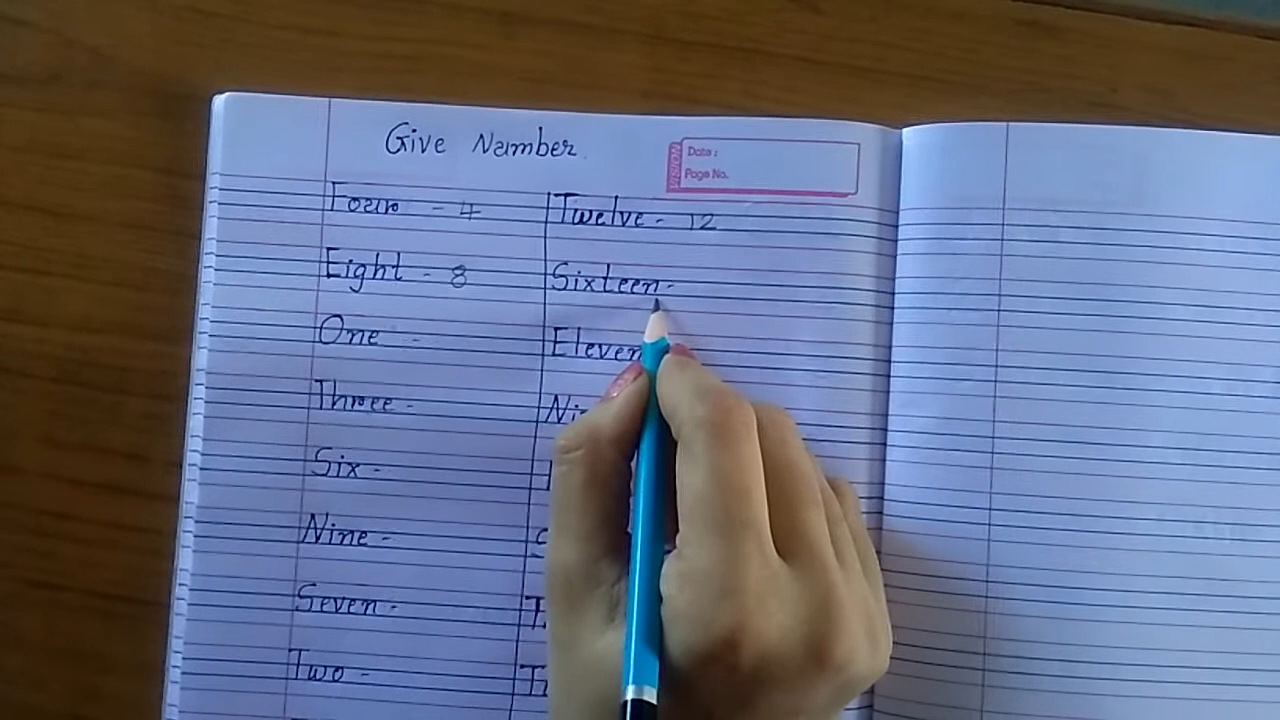 Give Number
VISION
Date :
Page No.
Four - 4
Twelve - 12
Eight - 8
Sixteen -
One -
Eleven
Three -
Six -
Nine -
Seven -
Two -